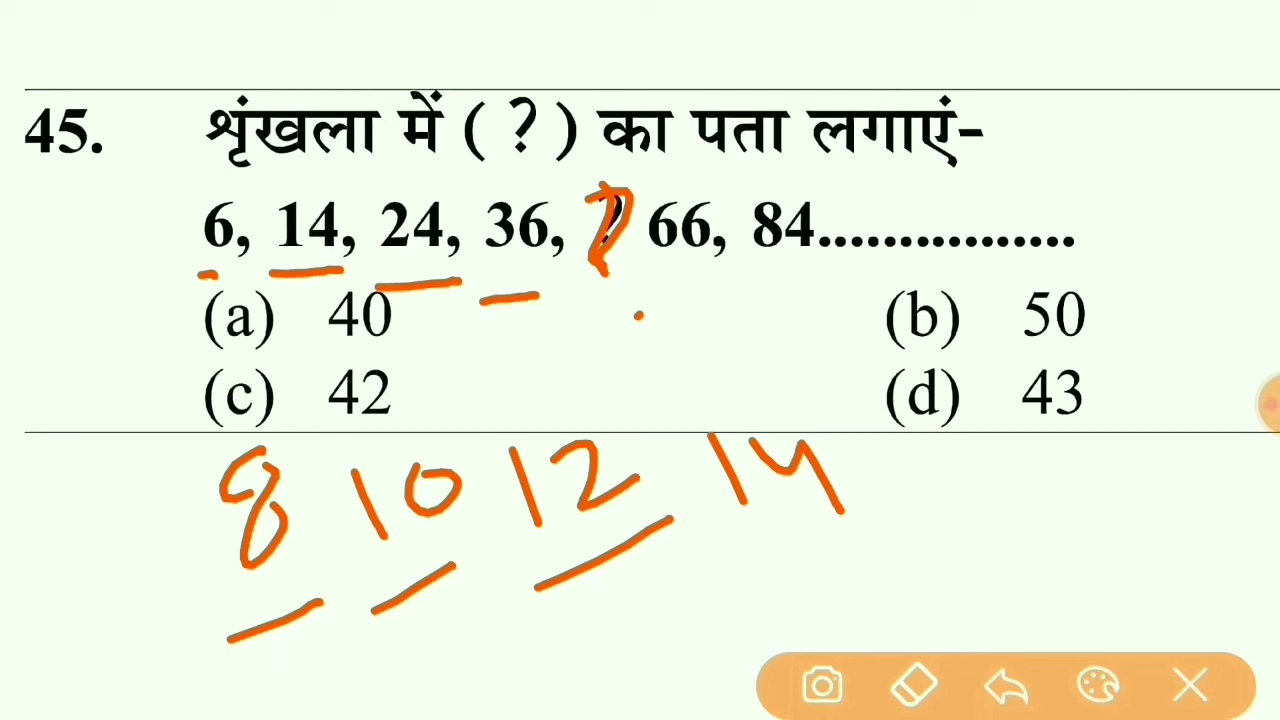 45. श्रृंखला में ( ? ) का पता लगाएं-
6, 14, 24, 36, ? 66, 84................
(a) 40 (b) 50
(c) 42 (d) 43
8 10 12 14